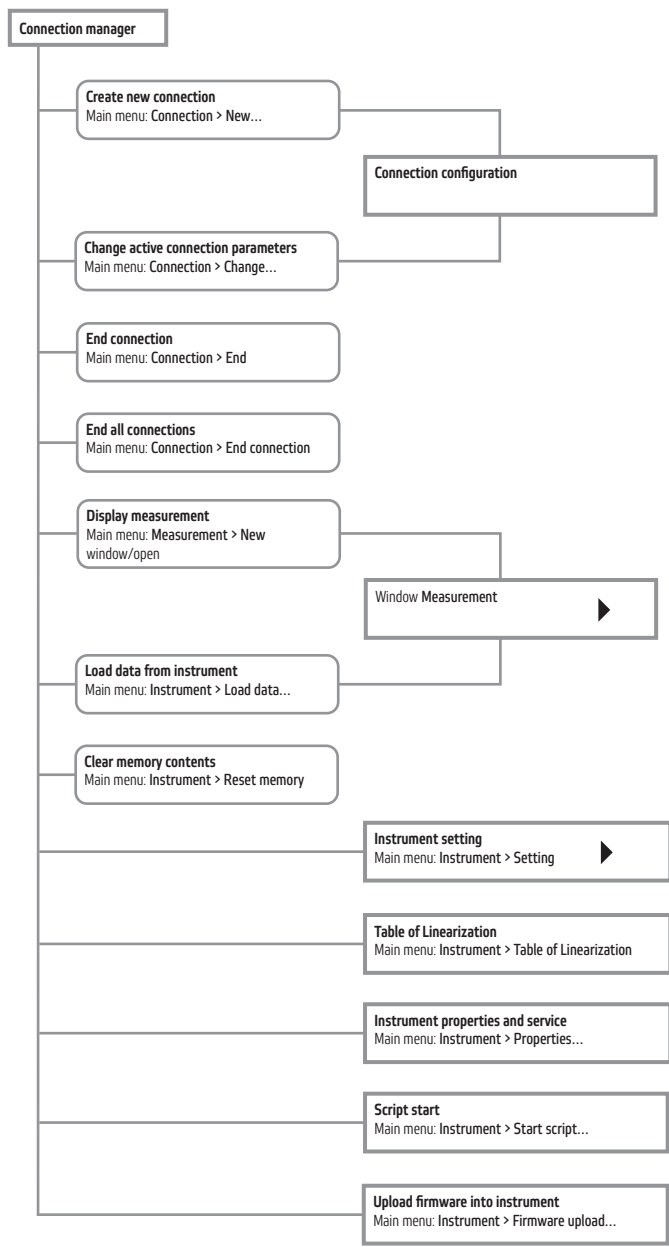 Connection manager
Create new connection
Main menu: Connection > New...
Connection configuration
Change active connection parameters
Main menu: Connection > Change...
End connection
Main menu: Connection > End
End all connections
Main menu: Connection > End connection
Display measurement
Main menu: Measurement > New
window/open
Window Measurement
Load data from instrument
Main menu: Instrument > Load data...
Clear memory contents
Main menu: Instrument > Reset memory
Instrument setting
Main menu: Instrument > Setting
Table of Linearization
Main menu: Instrument > Table of Linearization
Instrument properties and service
Main menu: Instrument > Properties...
Script start
Main menu: Instrument > Start script...
Upload firmware into instrument
Main menu: Instrument > Firmware upload...